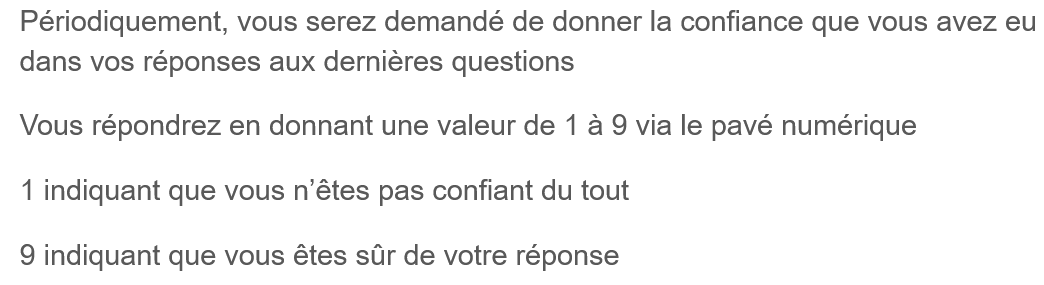 Périodiquement, vous serez demandé de donner la confiance que vous avez eu
dans vos réponses aux dernières questions
Vous répondrez en donnant une valeur de 1 à 9 via le pavé numérique
1 indiquant que vous n’êtes pas confiant du tout
9 indiquant que vous êtes sûr de votre réponse